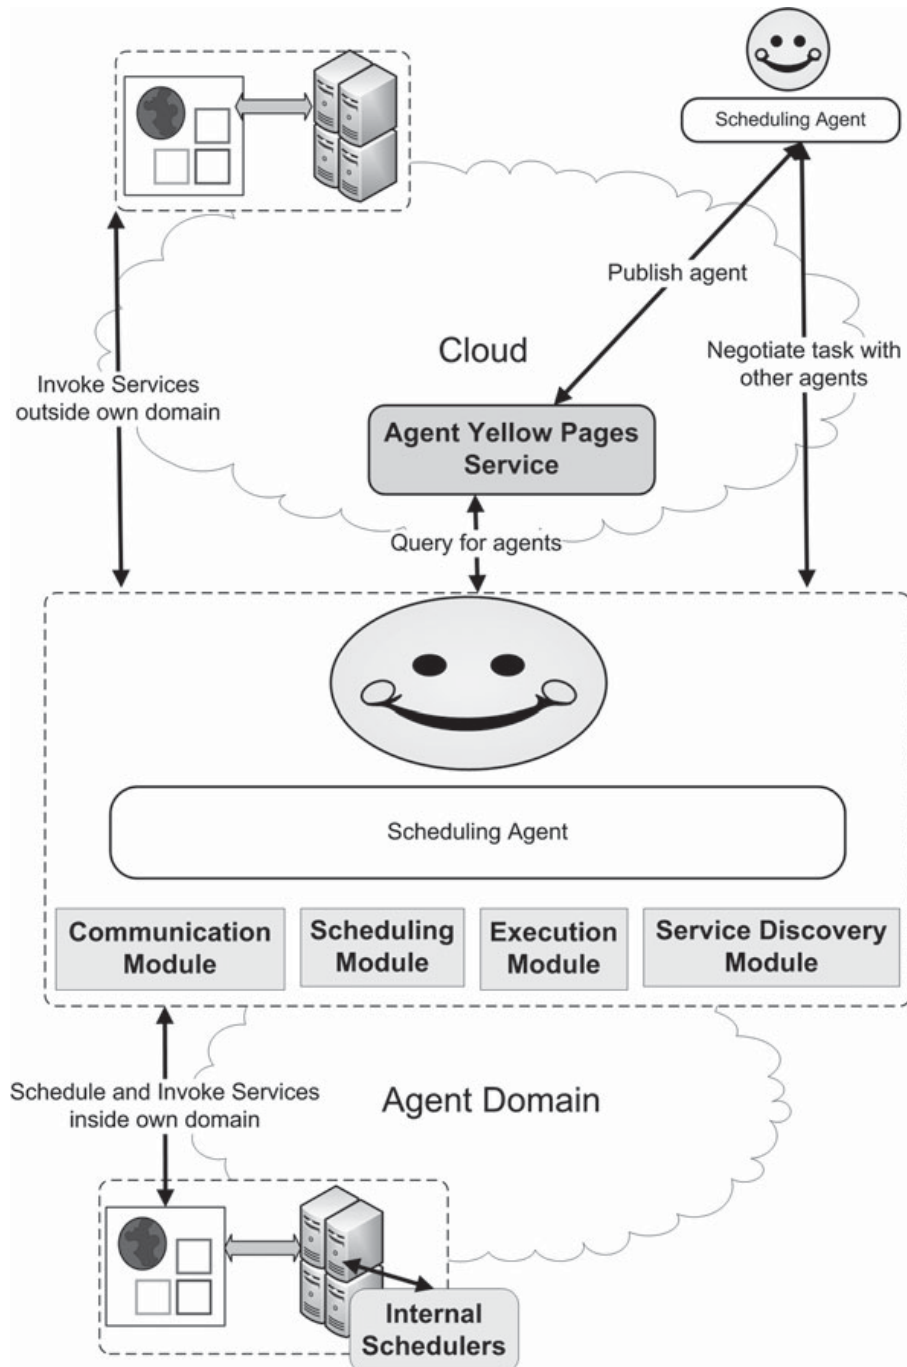 Scheduling Agent
Publish agent
Cloud
Negotiate task with
other agents
Invoke Services
outside own domain
Agent Yellow Pages
Service
Query for agents
Scheduling Agent
Communication
Module
Scheduling
Module
Execution
Module
Service Discovery
Module
Schedule and Invoke Services
inside own domain
Agent Domain
Internal
Schedulers